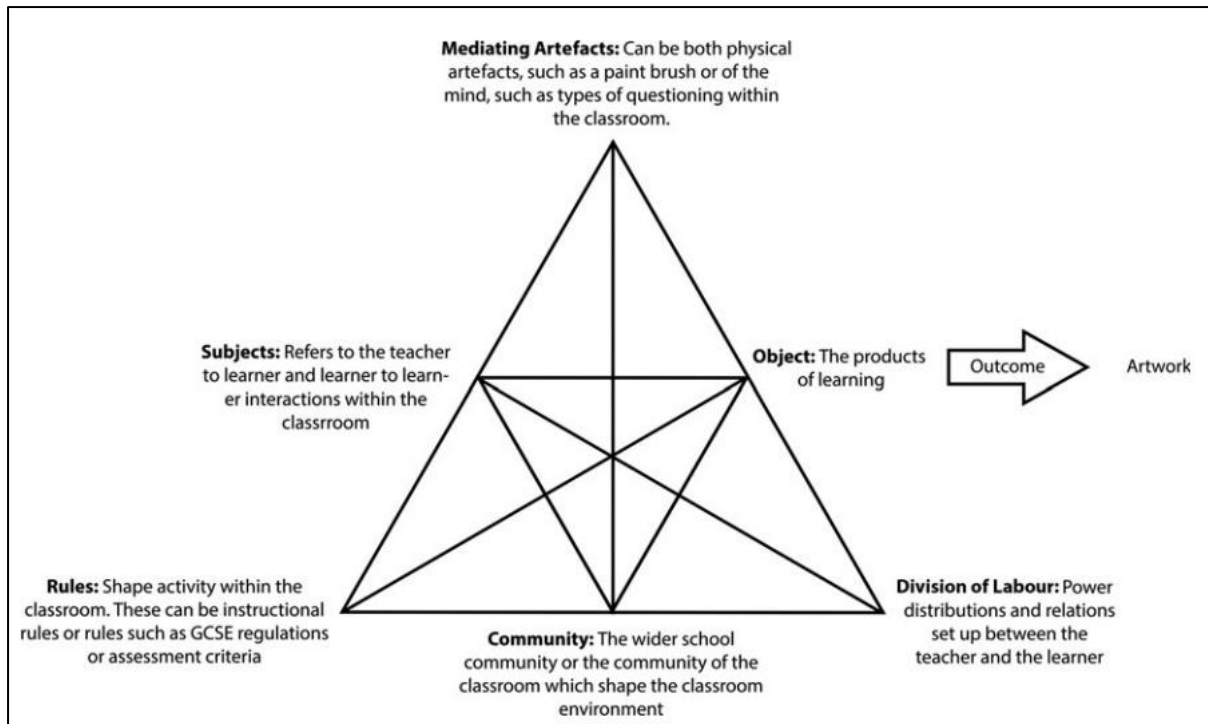 Mediating Artefacts: Can be both physical
artefacts, such as a paint brush or of the
mind, such as types of questioning within
the classroom.
Subjects: Refers to the teacher
to learner and learner to learn-
er interactions within the
classrroom
Object: The products
of learning
Outcome
Artwork
Rules: Shape activity within the
classroom. These can be instructional
rules or rules such as GCSE regulations
or assessment criteria
Community: The wider school
community or the community of the
classroom which shape the classroom
environment
Division of Labour: Power
distributions and relations
set up between the
teacher and the learner